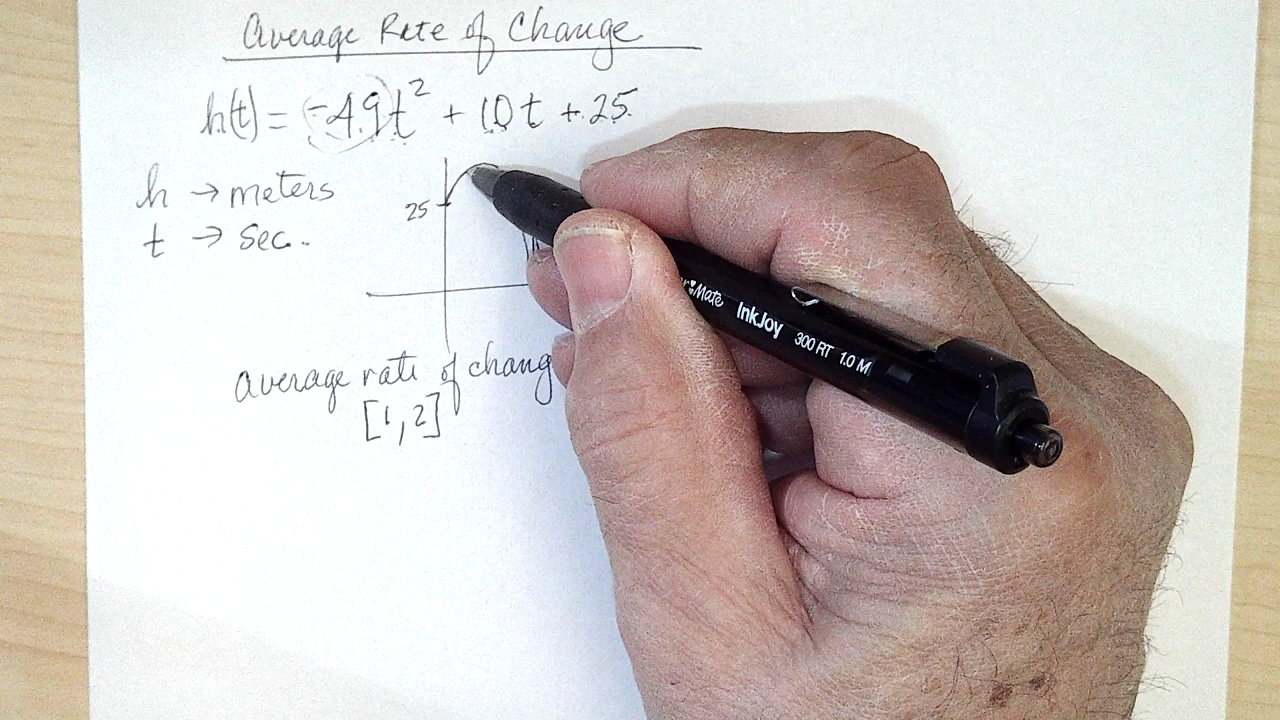 Average Rate of Change
h(t) = -4.9t² + 10t + 25
h → meters
t → sec.
25
average rate of chang
[1, 2]
Mate InkJoy 300 RT 1.0 M